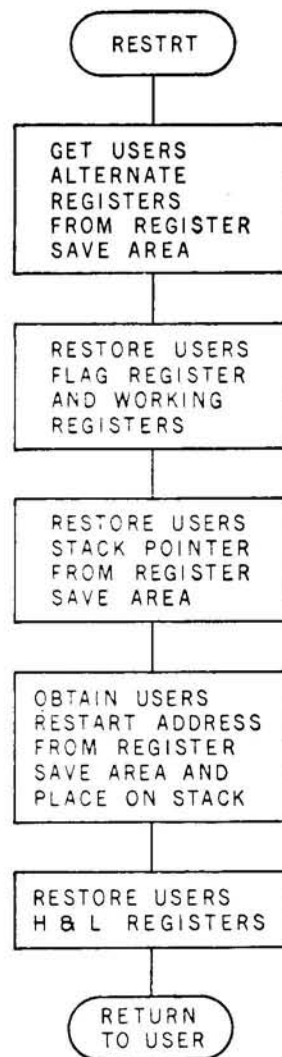 RESTRT
GET USERS
ALTERNATE
REGISTERS
FROM REGISTER
SAVE AREA
RESTORE USERS
FLAG REGISTER
AND WORKING
REGISTERS
RESTORE USERS
STACK POINTER
FROM REGISTER
SAVE AREA
OBTAIN USERS
RESTART ADDRESS
FROM REGISTER
SAVE AREA AND
PLACE ON STACK
RESTORE USERS
H & L REGISTERS
RETURN
TO USER